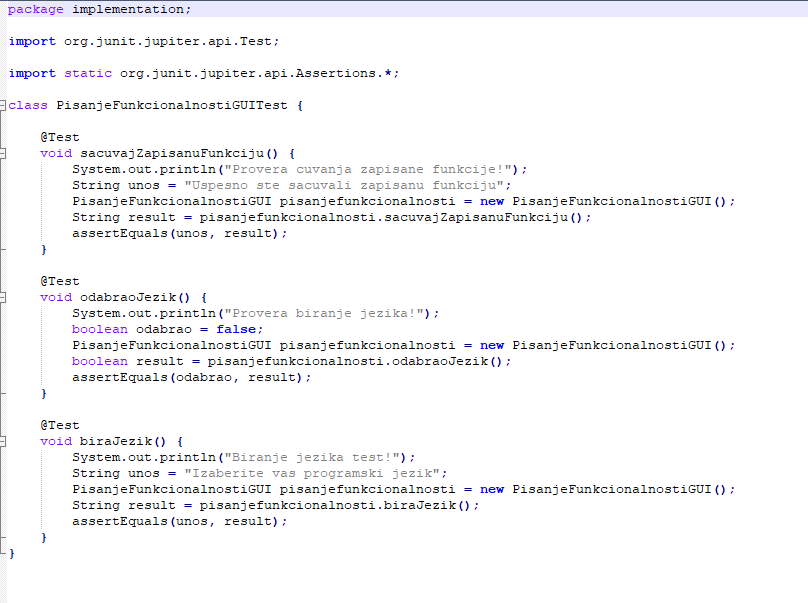 package implementation;
import org.junit.jupiter.api.Test;
import static org.junit.jupiter.api.Assertions.*;
class PisanjeFunkcionalnostiGUITest {
@Test
void sacuvajZapisanuFunkciju() {
System.out.println("Provera cuvanja zapisane funkcije!");
String unos = "Uspesno ste sacuvali zapisanu funkciju";
PisanjeFunkcionalnostiGUI pisanjefunkcionalnosti = new PisanjeFunkcionalnostiGUI();
String result = pisanjefunkcionalnosti.sacuvajZapisanuFunkciju();
assertEquals(unos, result);
}
@Test
void odabraoJezik() {
System.out.println("Provera biranje jezika!");
boolean odabrao = false;
PisanjeFunkcionalnostiGUI pisanjefunkcionalnosti = new PisanjeFunkcionalnostiGUI();
boolean result = pisanjefunkcionalnosti.odabraoJezik();
assertEquals(odabrao, result);
}
@Test
void biraJezik() {
System.out.println("Biranje jezika test!");
String unos = "Izaberite vas programski jezik";
PisanjeFunkcionalnostiGUI pisanjefunkcionalnosti = new PisanjeFunkcionalnostiGUI();
String result = pisanjefunkcionalnosti.biraJezik();
assertEquals(unos, result);
}
}